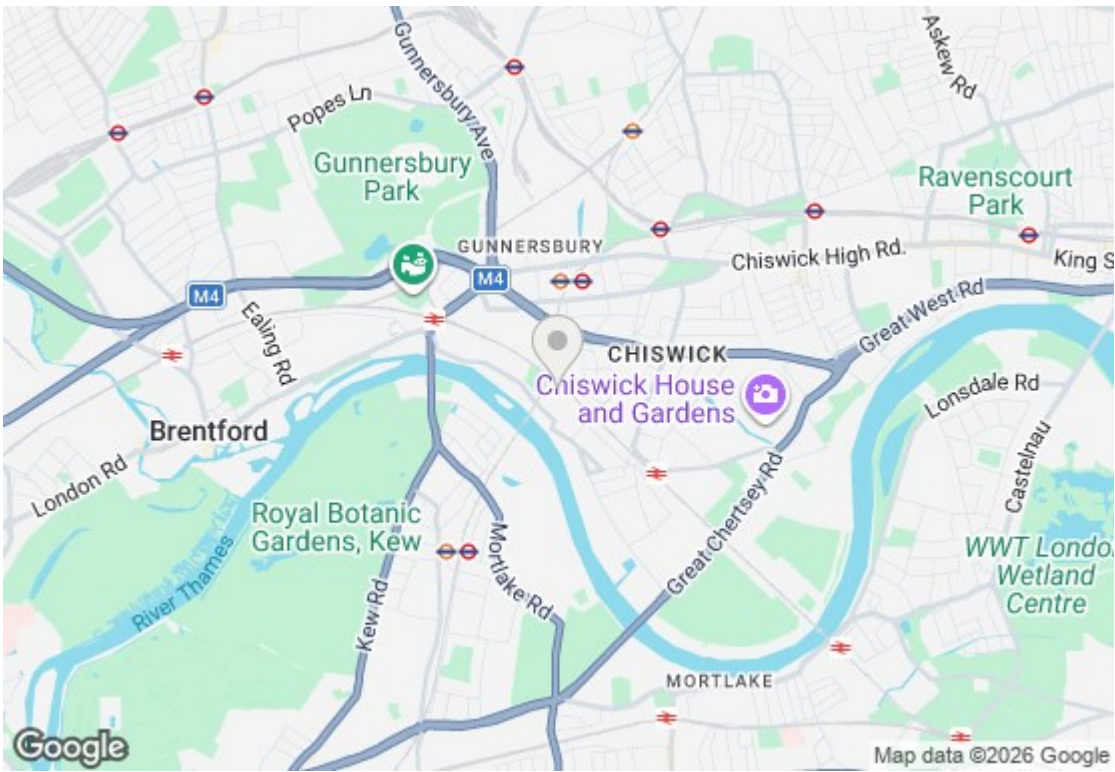 Askew Rd
Gunnersbury Ave
Popes Ln
Gunnersbury
Park
Ravenscourt
Park
GUNNERSBURY
Chiswick High Rd.
King S
M4
M4
Great West Rd
Ealing Rd
CHISWICK
Chiswick House
and Gardens
Lonsdale Rd
Brentford
Castelnau
London Rd
Royal Botanic
Gardens, Kew
Mortlake Rd
Great Chertsey Rd
WWT London
Wetland
Centre
River Thames
Kew Rd
MORTLAKE
Google
Map data ©2026 Google